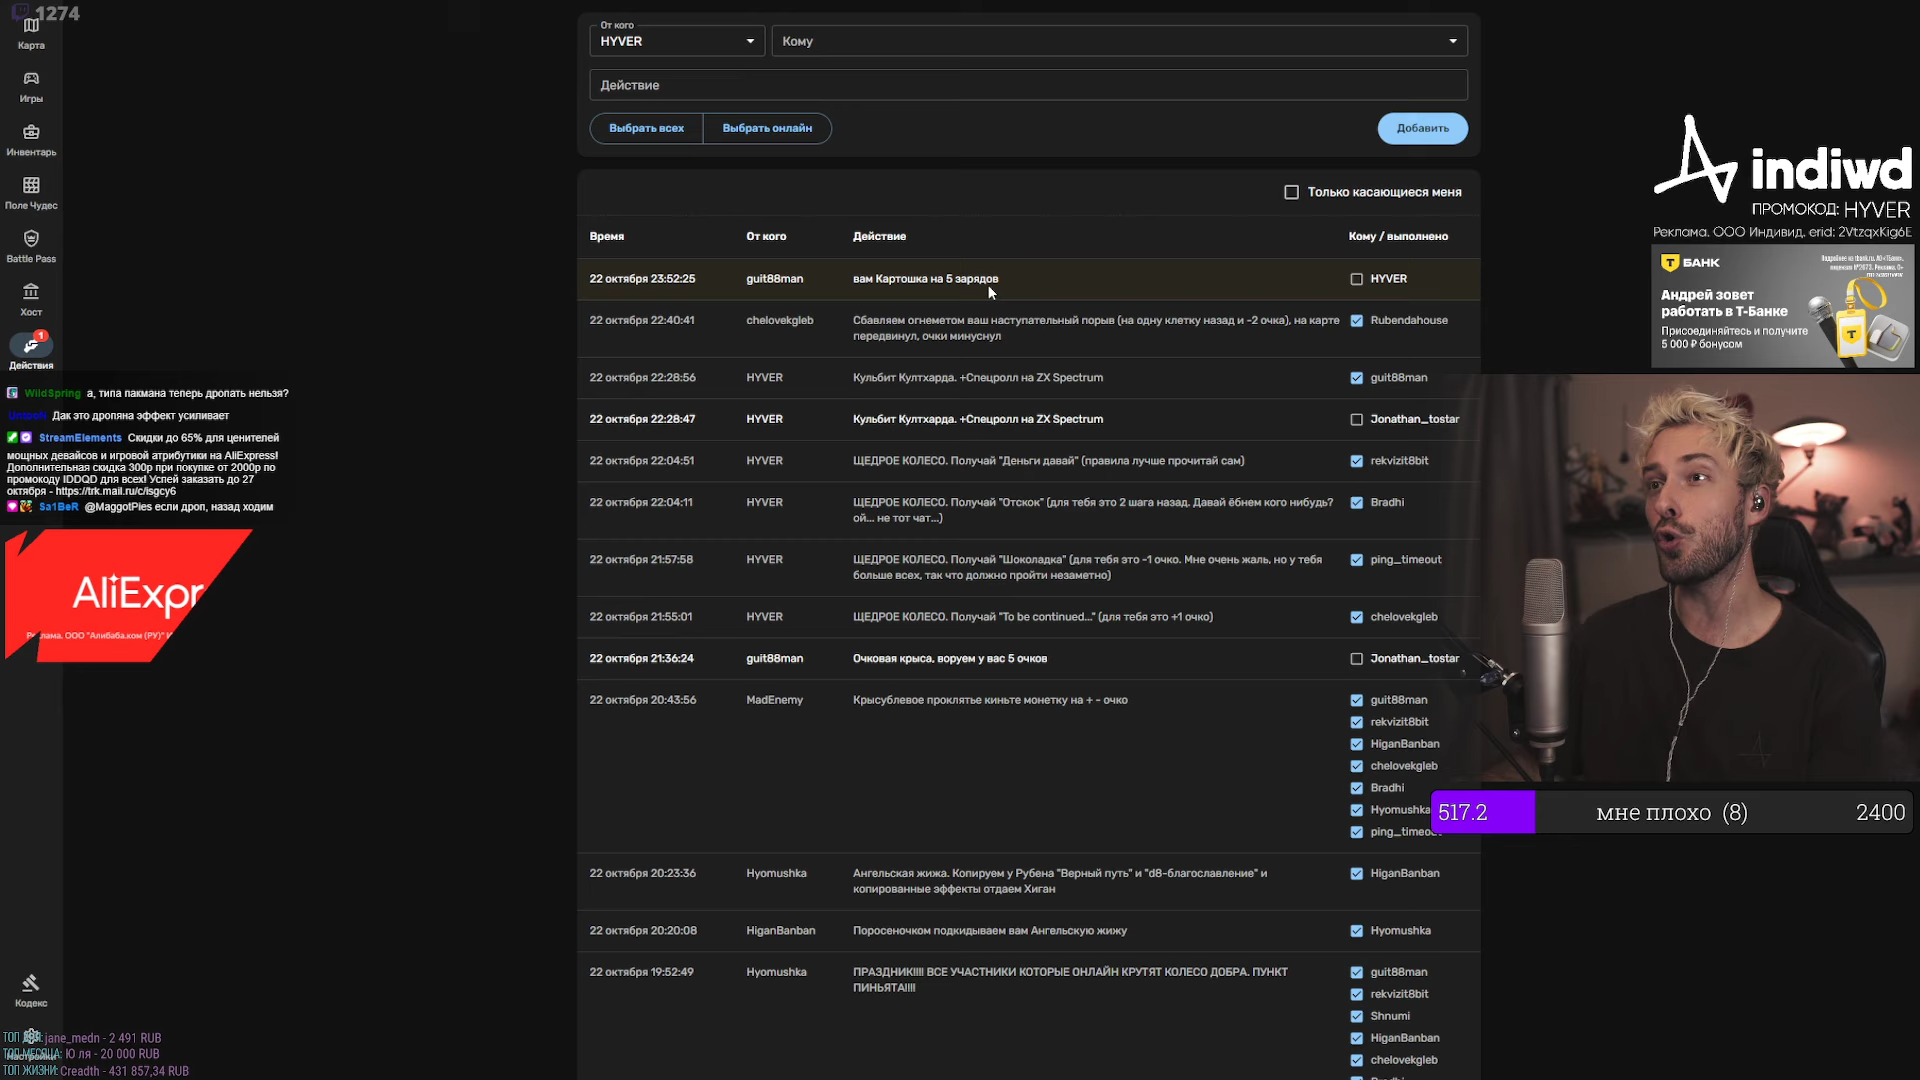 1274
Карта
Игры
Инвентарь
Поле Чудес
Battle Pass
Хост
1
Действия
WildSpring а, типа пакмана теперь дропать нельзя?
Дак это дропяна эффект усиливает
StreamElements Скидки до 65% для ценителей
мощных девайсов и игровой атрибутики на AliExpress!
Дополнительная скидка 300р при покупке от 2000р по
промокоду IDDQD для всех! Успей заказать до 27
октября - https://trk.mail.ru/c/isgcy6
Sa1BeR @MaggotPies если дроп, назад ходим
AliExpr
Реклама. ООО "Алибаба.ком (РУ)"
Кодекс
Настройки
ТОП ДНЯ: jane_medn - 2 491 RUB
ТОП МЕСЯЦА: Ю ля - 20 000 RUB
ТОП ЖИЗНИ: Creadth - 431 857,34 RUB
От кого
HYVER
Кому
Действие
Выбрать всех
Выбрать онлайн
Добавить
Только касающиеся меня
Время От кого Действие Кому / выполнено
22 октября 23:52:25 guit88man вам Картошка на 5 зарядов HYVER
22 октября 22:40:41 chelovekgleb Сбавляем огнеметом ваш наступательный порыв (на одну клетку назад и -2 очка), на карте Rubendahouse
передвинул, очки минуснул
22 октября 22:28:56 HYVER Кульбит Култхарда. +Спецролл на ZX Spectrum guit88man
22 октября 22:28:47 HYVER Кульбит Култхарда. +Спецролл на ZX Spectrum Jonathan_tostar
22 октября 22:04:51 HYVER ЩЕДРОЕ КОЛЕСО. Получай "Деньги давай" (правила лучше прочитай сам) rekvizit8bit
22 октября 22:04:11 HYVER ЩЕДРОЕ КОЛЕСО. Получай "Отскок" (для тебя это 2 шага назад. Давай ёбнем кого нибудь? Bradhi
ой... не тот чат...)
22 октября 21:57:58 HYVER ЩЕДРОЕ КОЛЕСО. Получай "Шоколадка" (для тебя это -1 очко. Мне очень жаль, но у тебя ping_timeout
больше всех, так что должно пройти незаметно)
22 октября 21:55:01 HYVER ЩЕДРОЕ КОЛЕСО. Получай "To be continued..." (для тебя это +1 очко) chelovekgleb
22 октября 21:36:24 guit88man Очковая крыса, воруем у вас 5 очков Jonathan_tostar
22 октября 20:43:56 MadEnemy Крысублевое проклятье киньте монетку на + - очко guit88man
rekvizit8bit
HiganBanban
chelovekgleb
Bradhi
Hyomushka
ping_timeo
22 октября 20:23:36 Hyomushka Ангельская жижа. Копируем у Рубена "Верный путь" и "d8-благославление" и HiganBanban
копированные эффекты отдаем Хиган
22 октября 20:20:08 HiganBanban Поросеночком подкидываем вам Ангельскую жижу Hyomushka
22 октября 19:52:49 Hyomushka ПРАЗДНИК!!!! ВСЕ УЧАСТНИКИ КОТОРЫЕ ОНЛАЙН КРУТЯТ КОЛЕСО ДОБРА. ПУНКТ guit88man
ПИНЬЯТА!!!!
rekvizit8bit
Shnumi
HiganBanban
chelovekgleb
indiwd
ПРОМОКОД: HYVER
Реклама. ООО Индивид. erid: 2VtzqxKig6E
Т БАНК
Андрей зовет
работать в Т-Банке
Присоединяйтесь и получите
5 000 ₽ бонусом
517.2 мне плохо (8) 2400